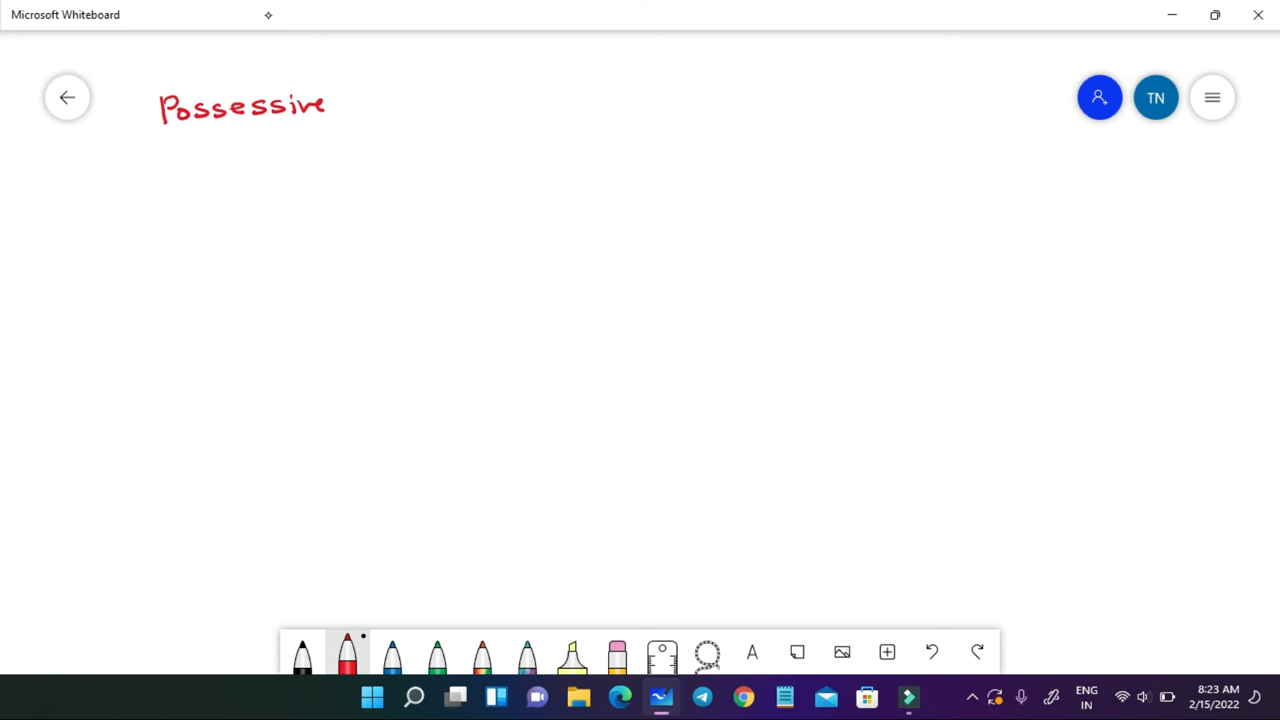 Microsoft Whiteboard
Possessive
TN
A
ENG
IN
8:23 AM
2/15/2022